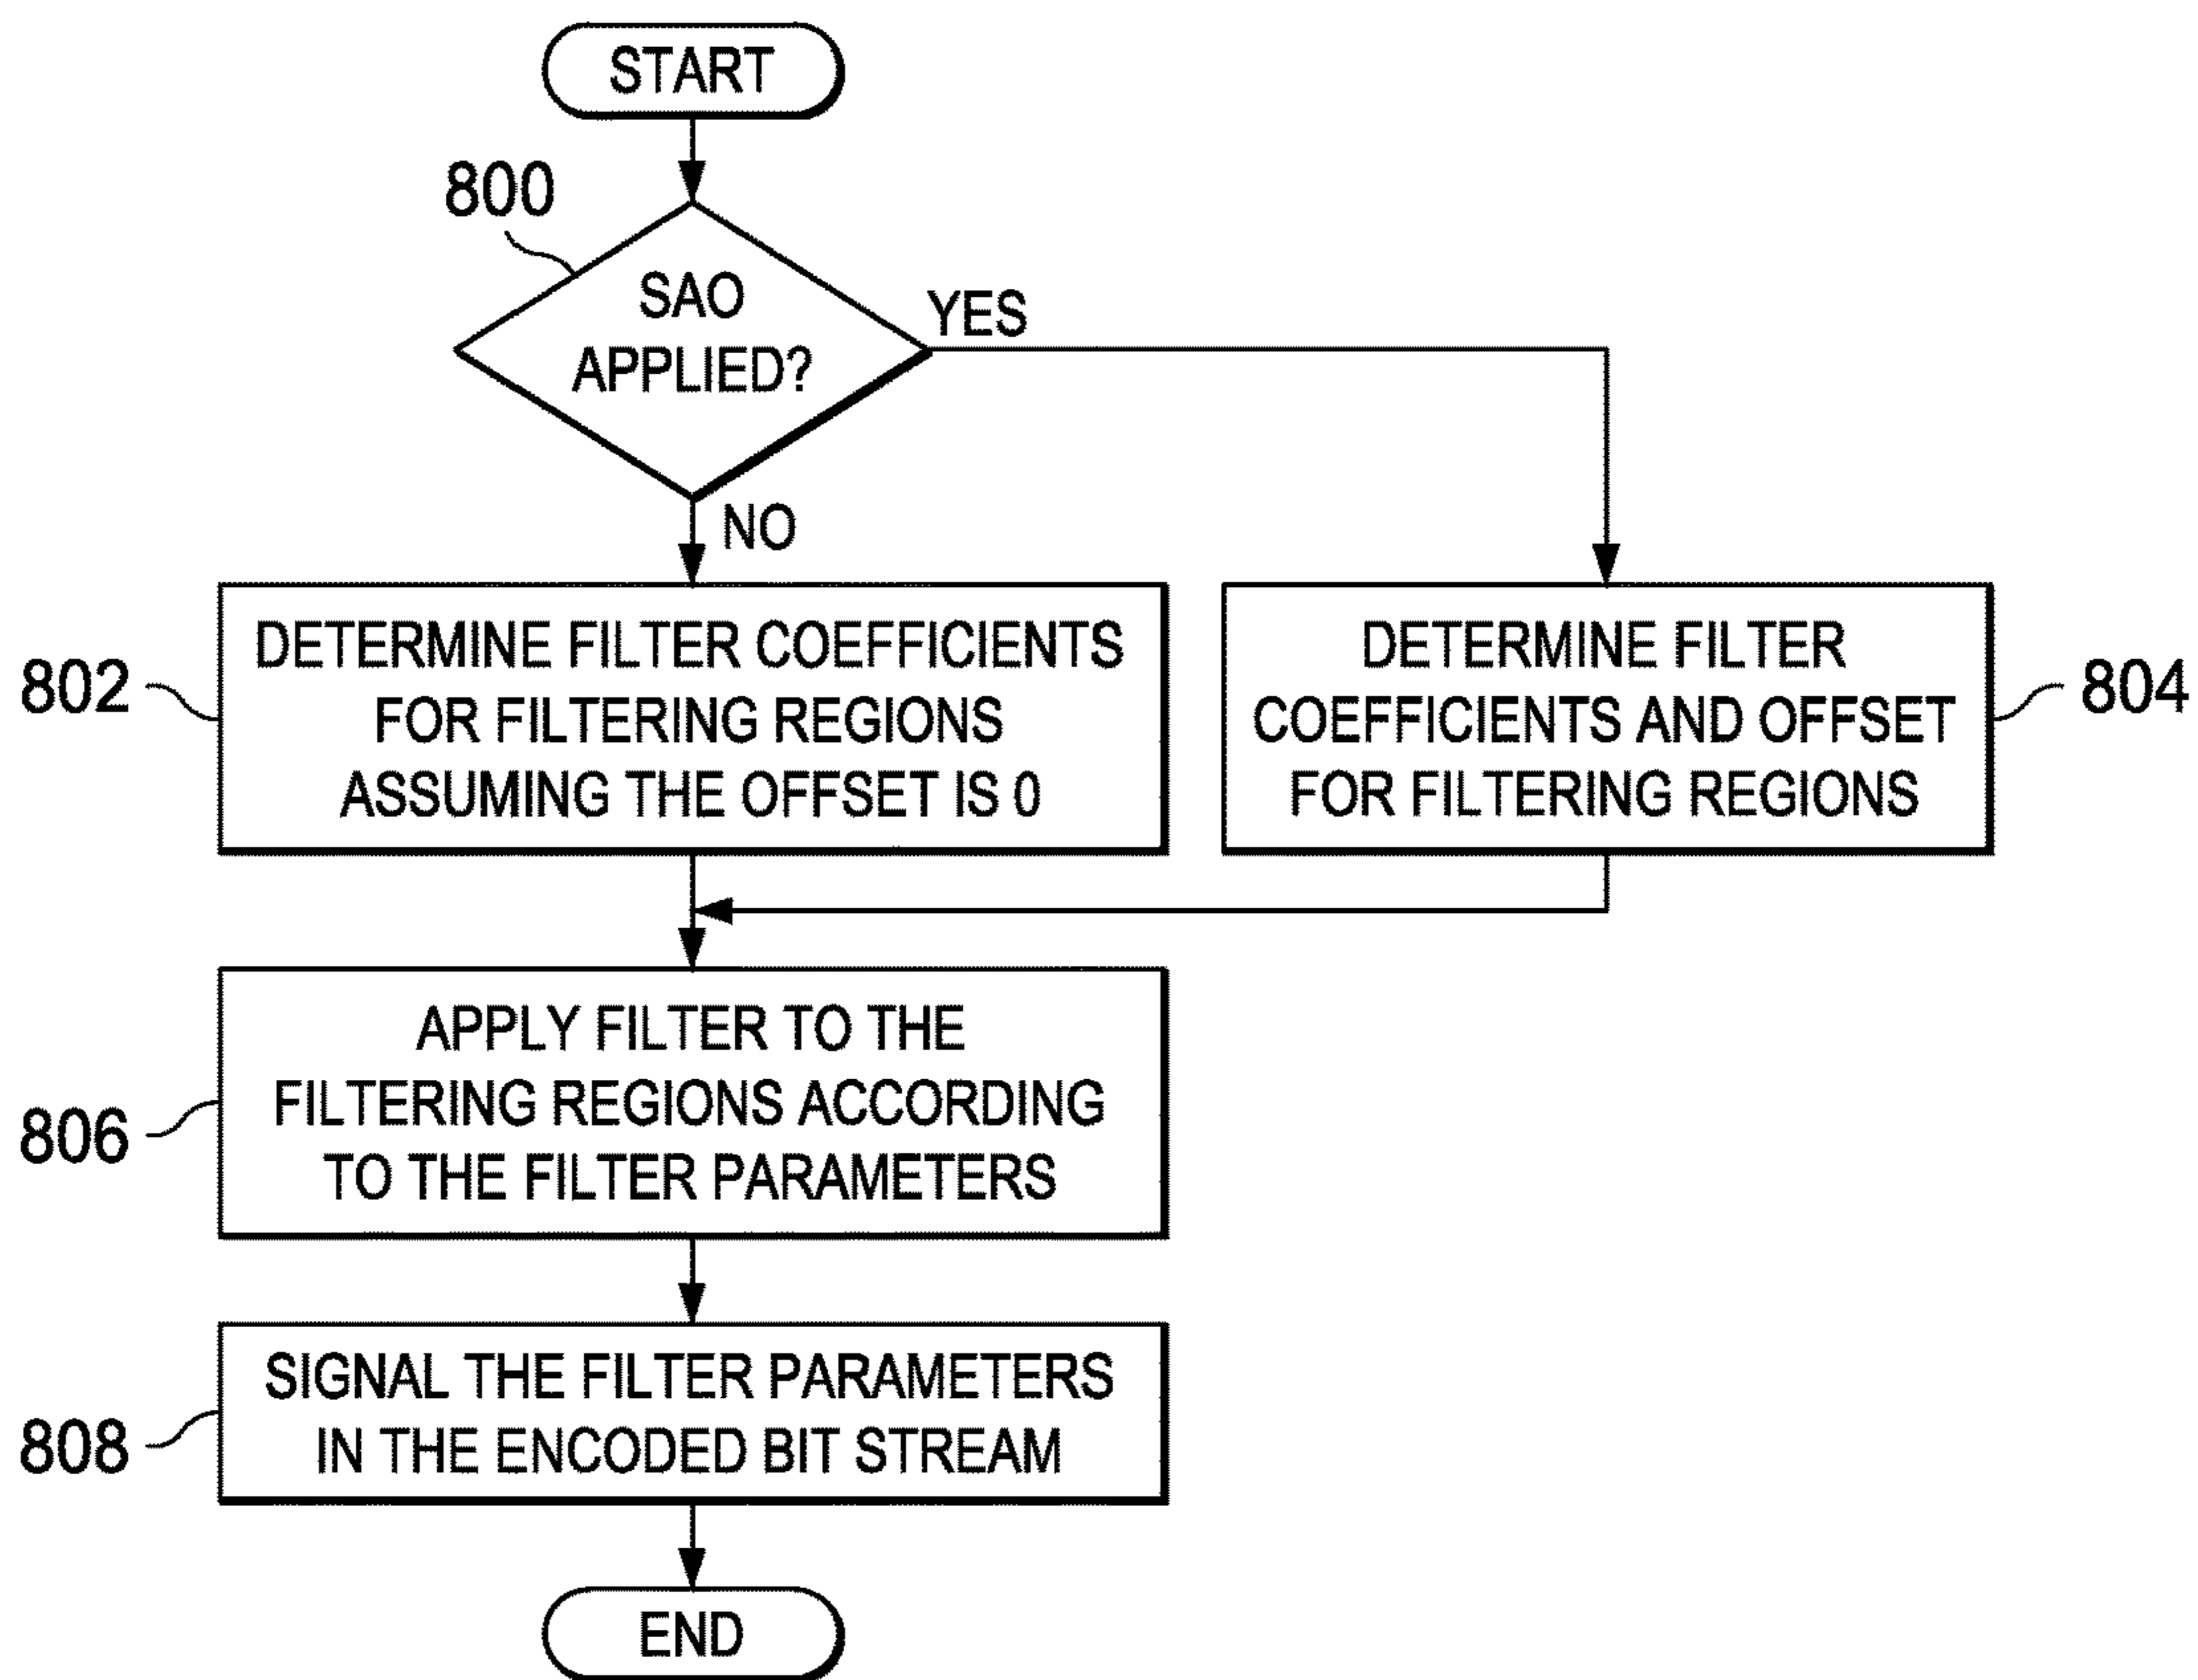 START
800
SAO
APPLIED?
YES
NO
802
DETERMINE FILTER COEFFICIENTS
FOR FILTERING REGIONS
ASSUMING THE OFFSET IS 0
DETERMINE FILTER
COEFFICIENTS AND OFFSET
FOR FILTERING REGIONS
804
806
APPLY FILTER TO THE
FILTERING REGIONS ACCORDING
TO THE FILTER PARAMETERS
808
SIGNAL THE FILTER PARAMETERS
IN THE ENCODED BIT STREAM
END